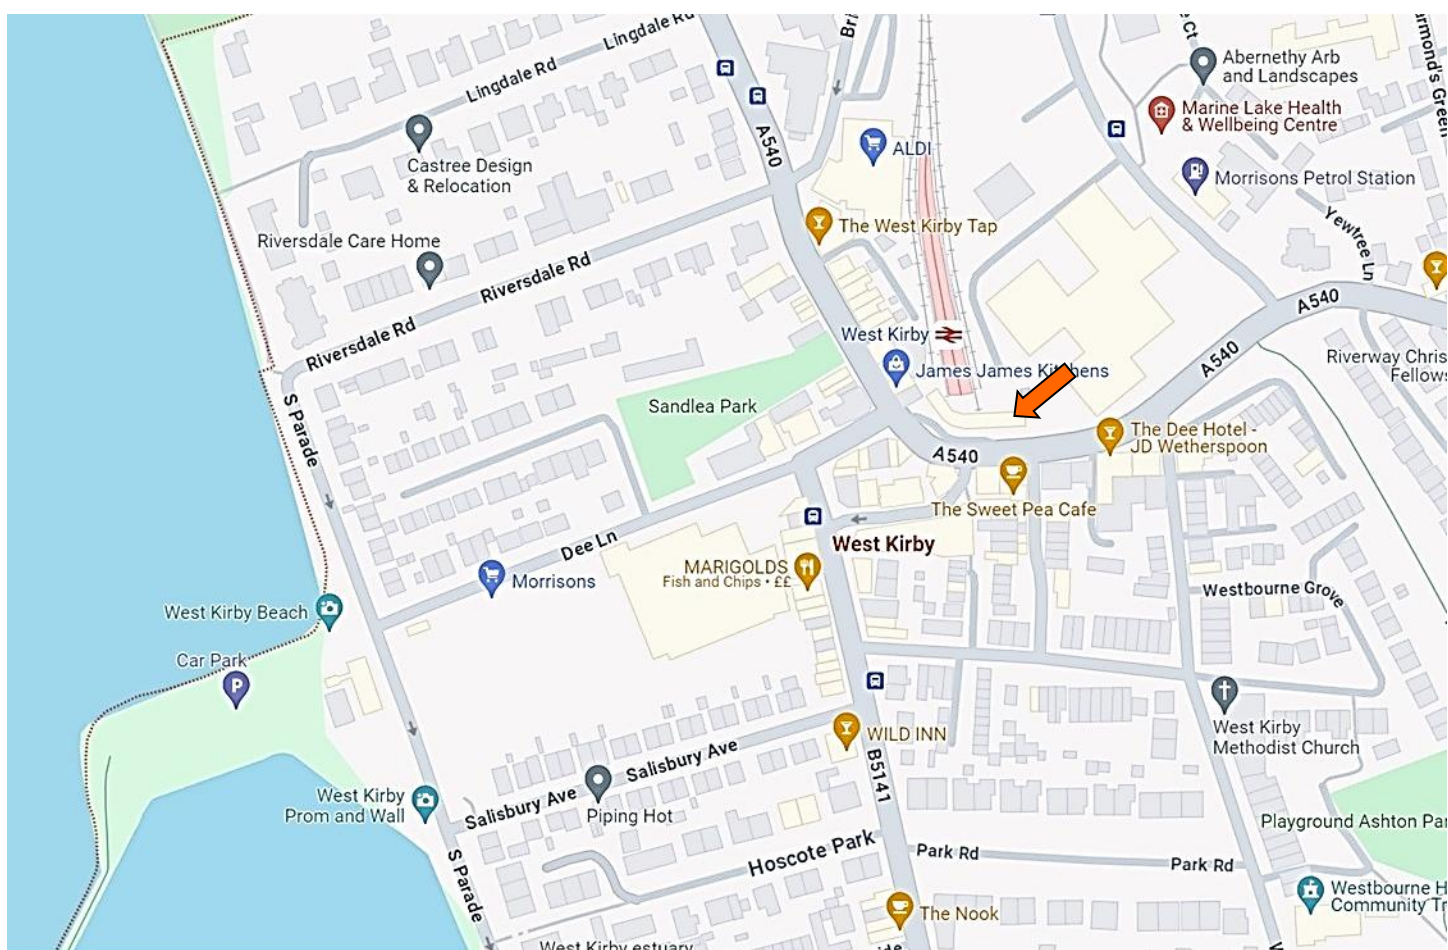 Lingdale Rd
Lingdale Rd
Bri
A540
ALDI
Castree Design
& Relocation
s Ct
Abernethy Arb
and Landscapes
Marine Lake Health
& Wellbeing Centre
armond's Green
Morrisons Petrol Station
Yewtree Ln
The West Kirby Tap
Riversdale Care Home
Riversdale Rd
Riversdale Rd
West Kirby
James James Kitchens
A540
A540
Riverway Chris
Fellows
S Parade
Sandlea Park
A540
The Dee Hotel -
JD Wetherspoon
The Sweet Pea Cafe
Dee Ln
West Kirby
MARIGOLDS
Fish and Chips • ££
Morrisons
Westbourne Grove
West Kirby Beach
Car Park
P
WILD INN
West Kirby
Methodist Church
Salisbury Ave
Salisbury Ave
B5141
West Kirby
Prom and Wall
Piping Hot
Playground Ashton Par
Hoscote Park
Park Rd
Park Rd
S Parade
The Nook
Westbourne H
Community Tr
West Kirby estuary